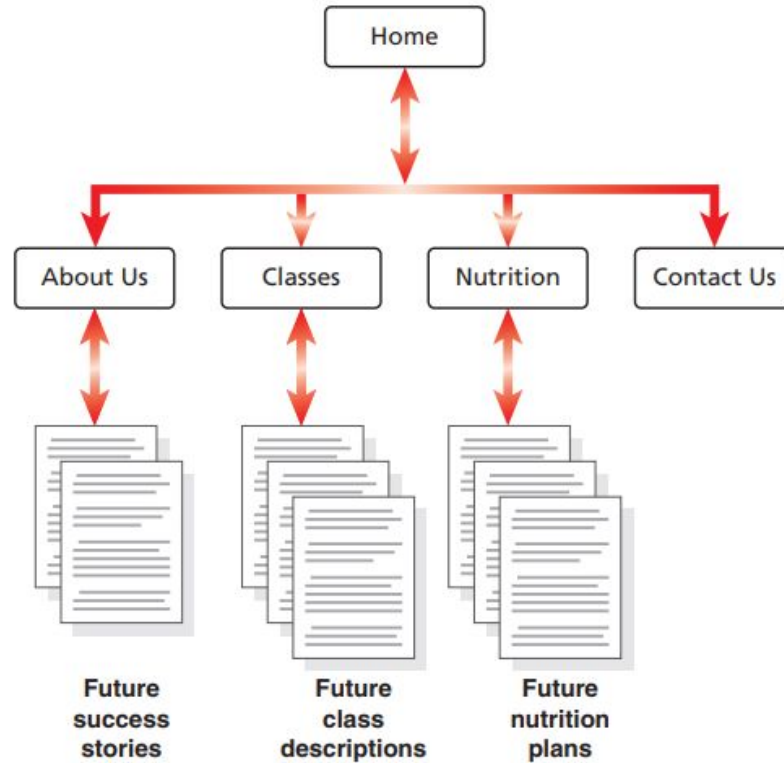 Home
About Us
Classes
Nutrition
Contact Us
Future
success
stories
Future
class
descriptions
Future
nutrition
plans